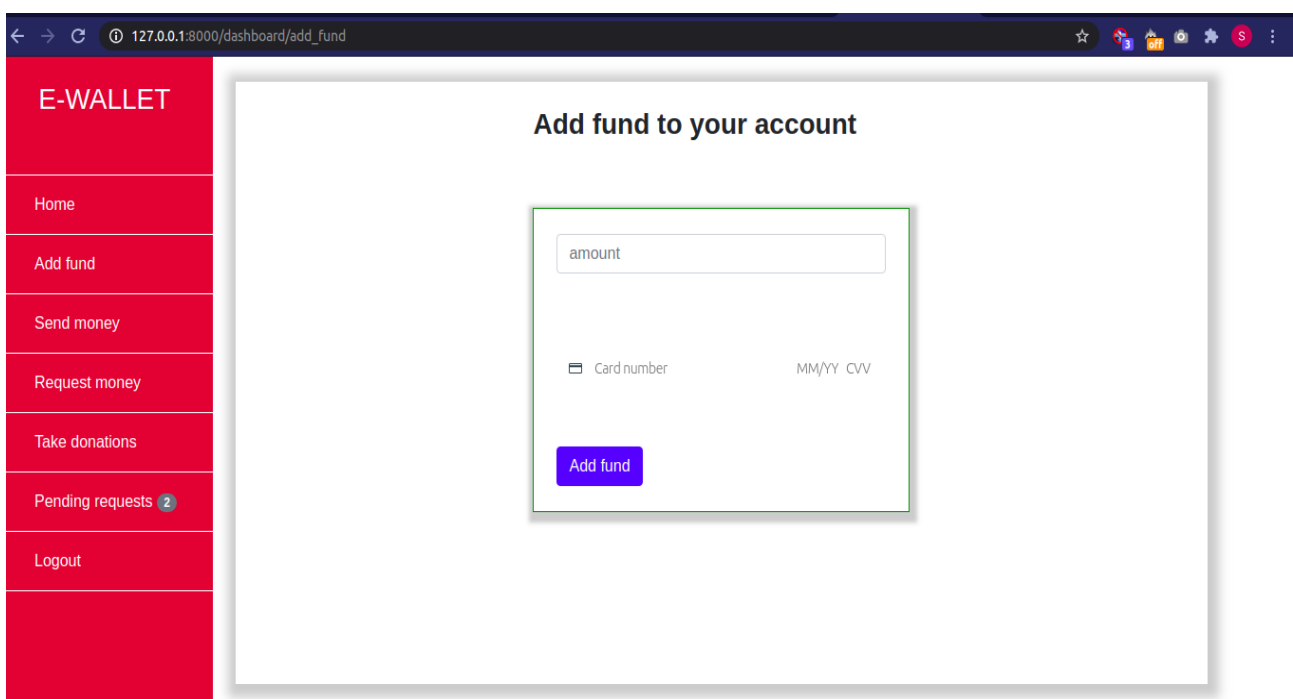 127.0.0.1:8000/dashboard/add_fund
3
off
S
E-WALLET
Home
Add fund
Send money
Request money
Take donations
Pending requests 2
Logout
Add fund to your account
amount
Card number MM/YY CVV
Add fund